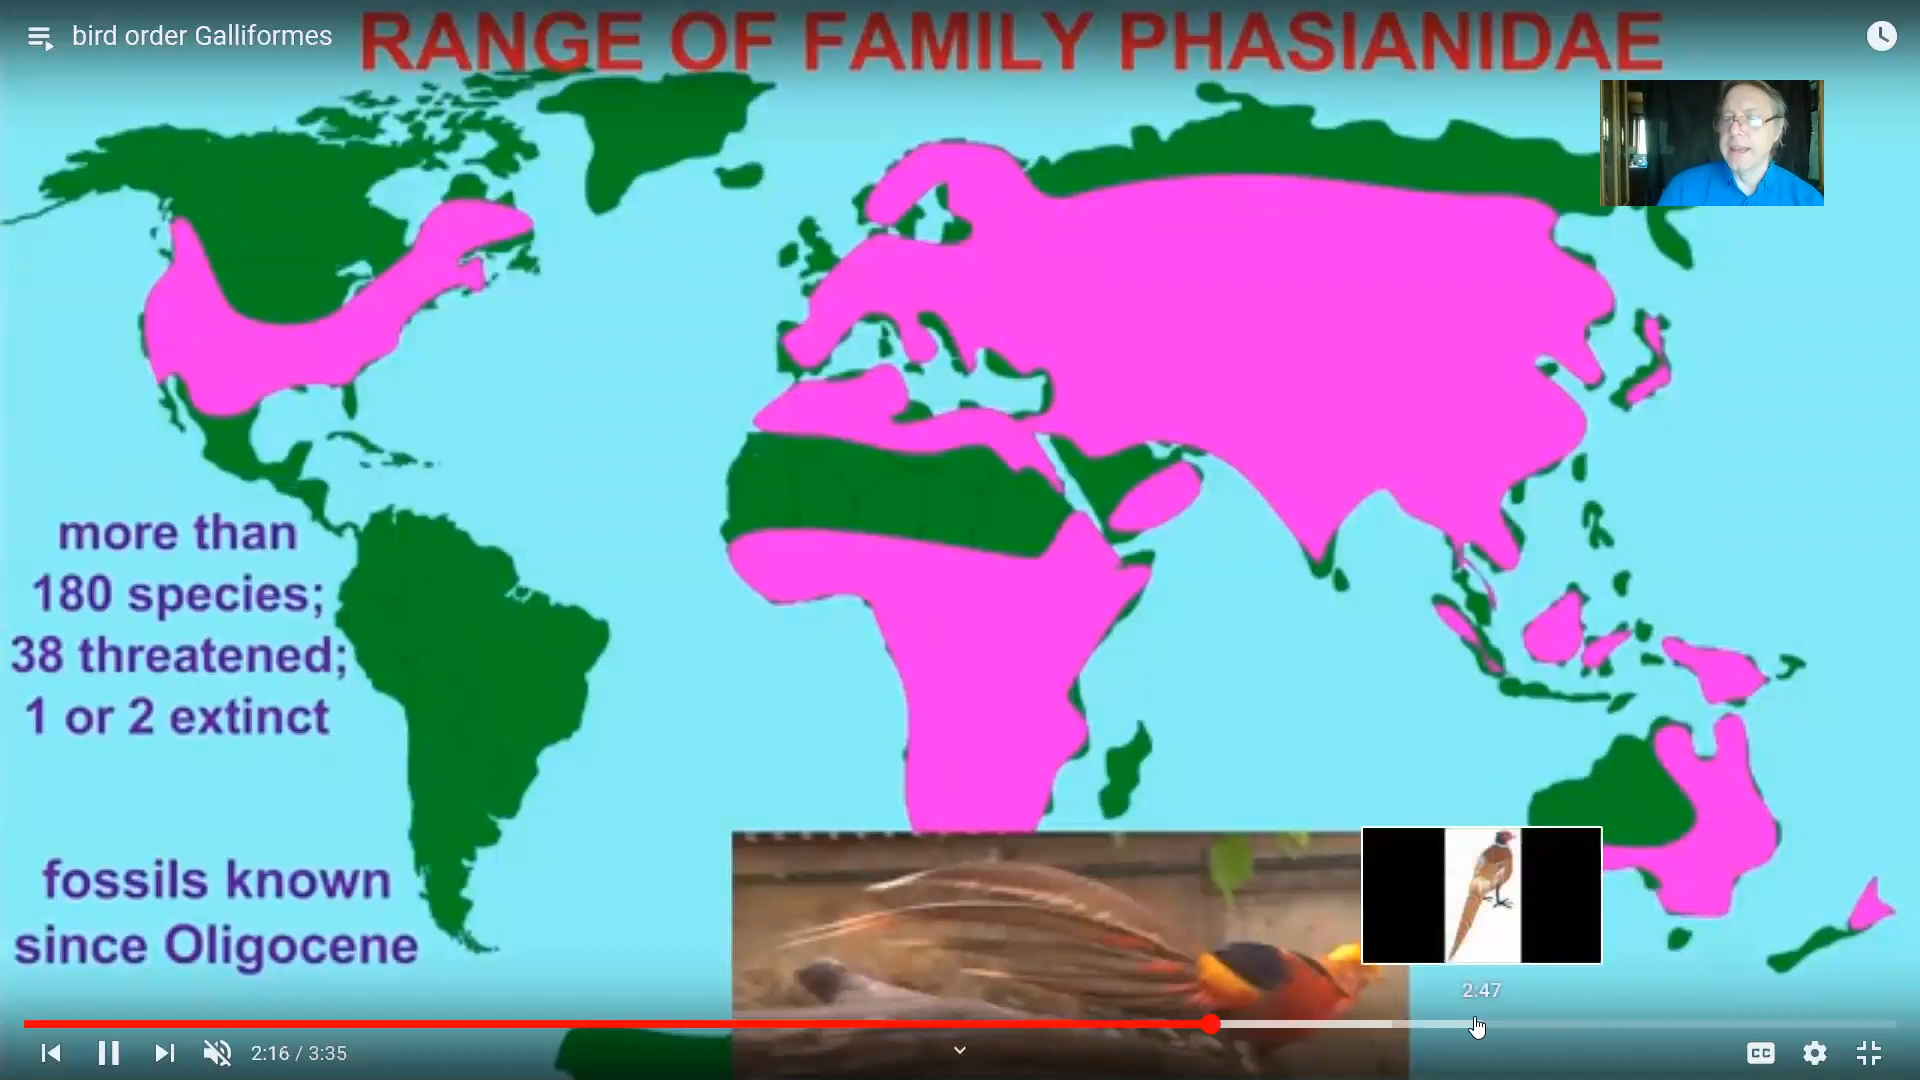 bird order Galliformes
RANGE OF FAMILY PHASIANIDAE
more than
180 species;
38 threatened;
1 or 2 extinct
fossils known
since Oligocene
2:47
2:16 / 3:35
CC